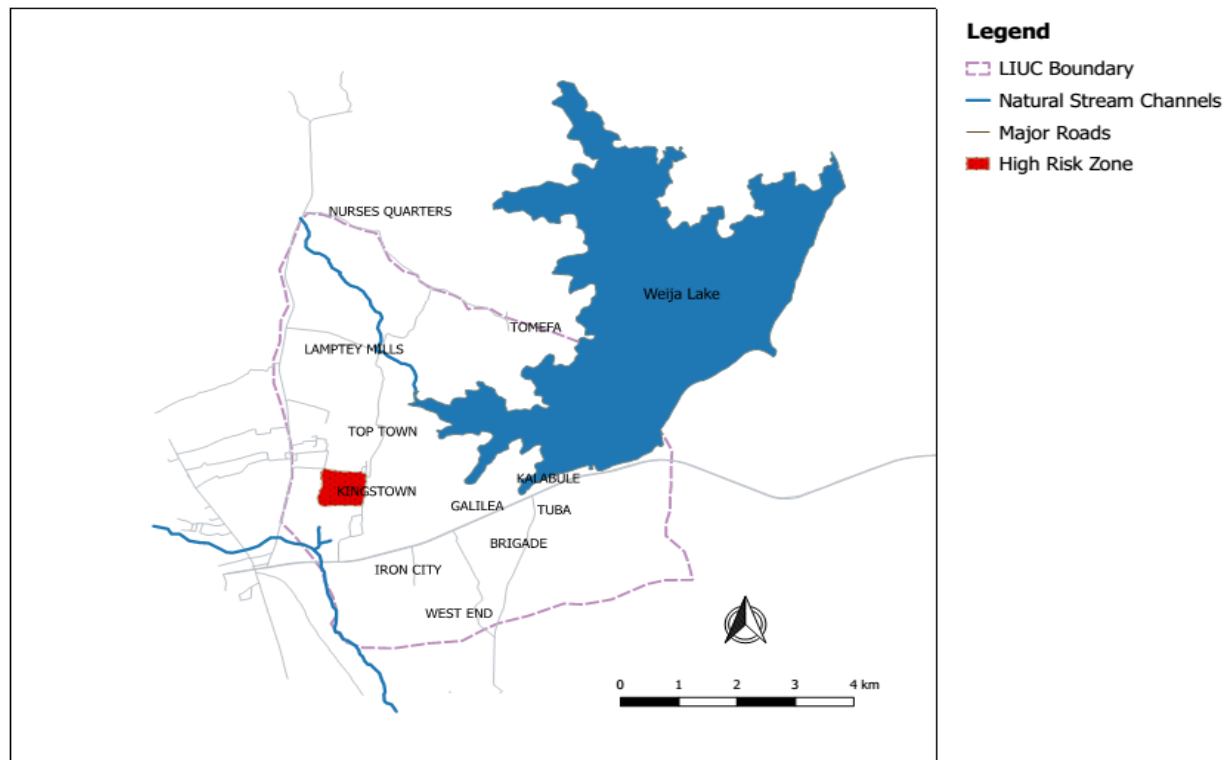 Legend
LIUC Boundary
Natural Stream Channels
Major Roads
High Risk Zone
NURSES QUARTERS
Weija Lake
TOMEFA
LAMPTEY MILLS
TOP TOWN
KALABULE
KINGSTOWN
GALILEA
TUBA
BRIGADE
IRON CITY
WEST END
0 1 2 3 4 km